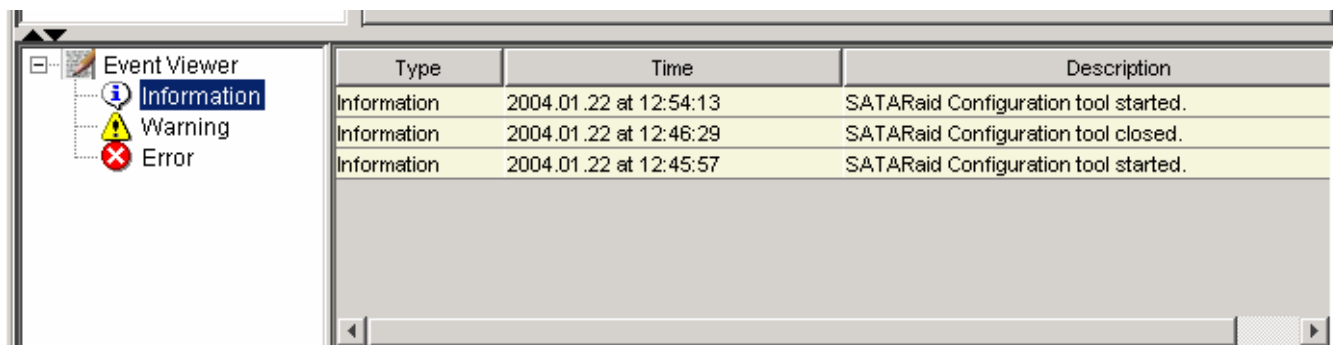 Event Viewer
Information
Warning
Error
Type Time Description
Information 2004.01.22 at 12:54:13 SATARaid Configuration tool started.
Information 2004.01.22 at 12:46:29 SATARaid Configuration tool closed.
Information 2004.01.22 at 12:45:57 SATARaid Configuration tool started.